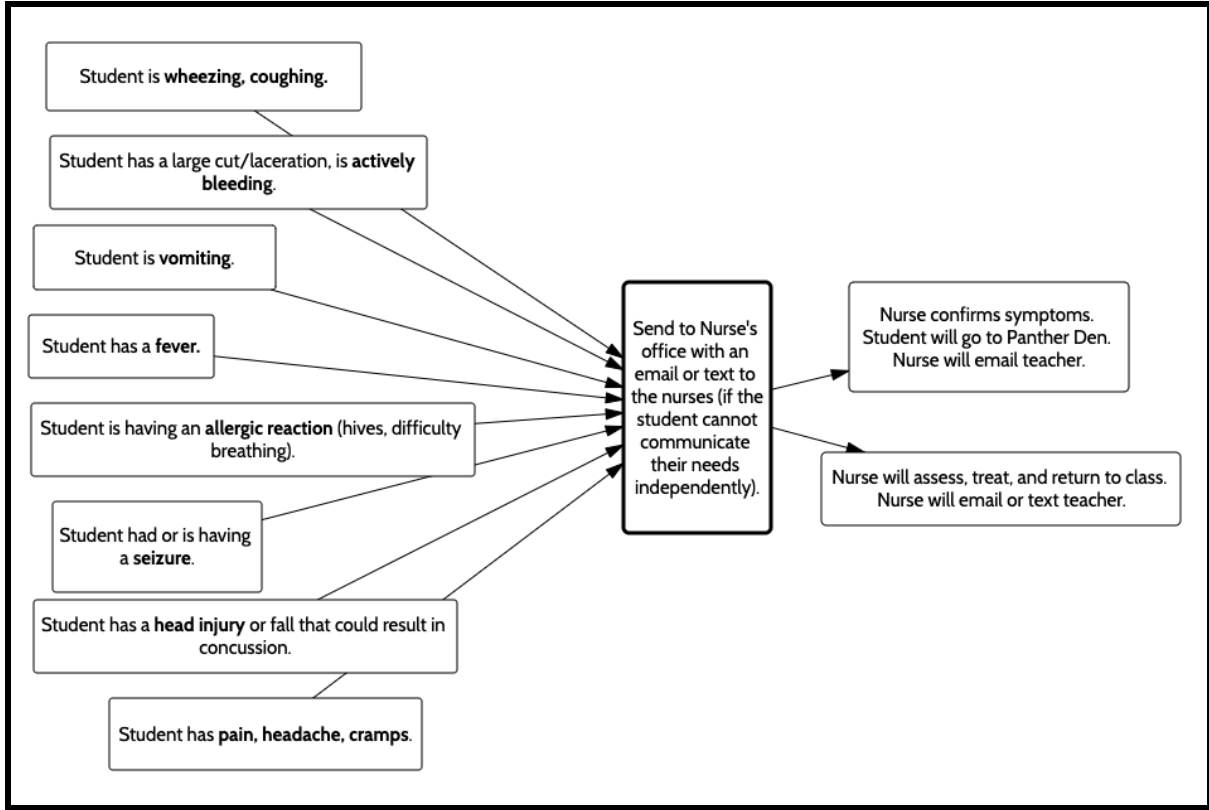 Student is wheezing, coughing.
Student has a large cut/laceration, is actively
bleeding.
Student is vomiting.
Student has a fever.
Student is having an allergic reaction (hives, difficulty
breathing).
Student had or is having
a seizure.
Student has a head injury or fall that could result in
concussion.
Student has pain, headache, cramps.
Send to Nurse's
office with an
email or text to
the nurses (if the
student cannot
communicate
their needs
independently).
Nurse confirms symptoms.
Student will go to Panther Den.
Nurse will email teacher.
Nurse will assess, treat, and return to class.
Nurse will email or text teacher.